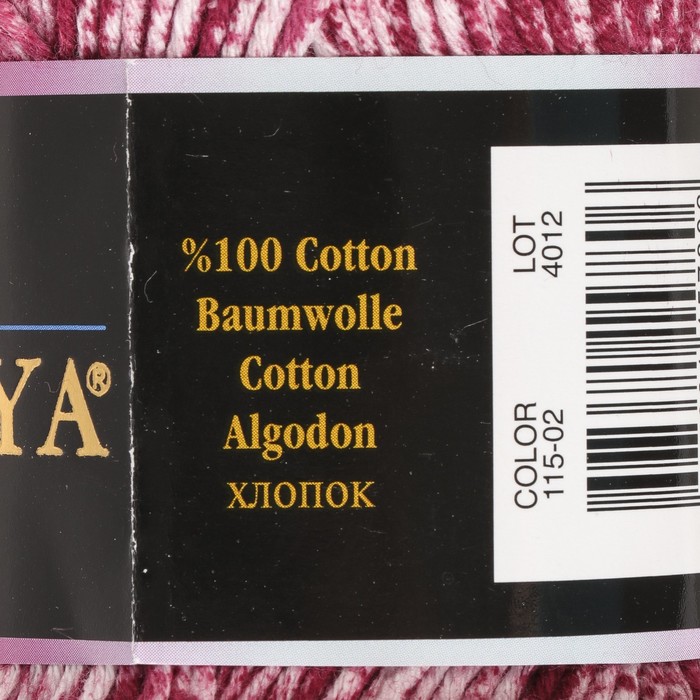 YA®
%100 Cotton
Baumwolle
Cotton
Algodon
хлопок
LOT
4012
COLOR
115-02